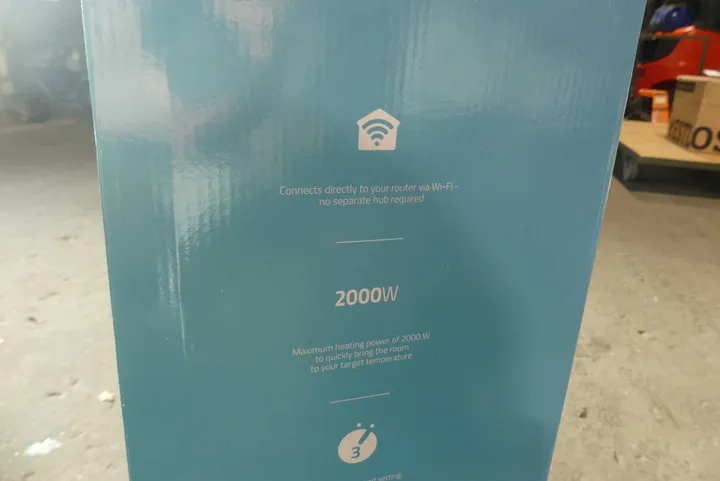 Connects directly to your router via Wi-Fi -
no separate hub required
2000W
Maximum heating power of 2000 W
to quickly bring the room
to your target temperature
3
setting